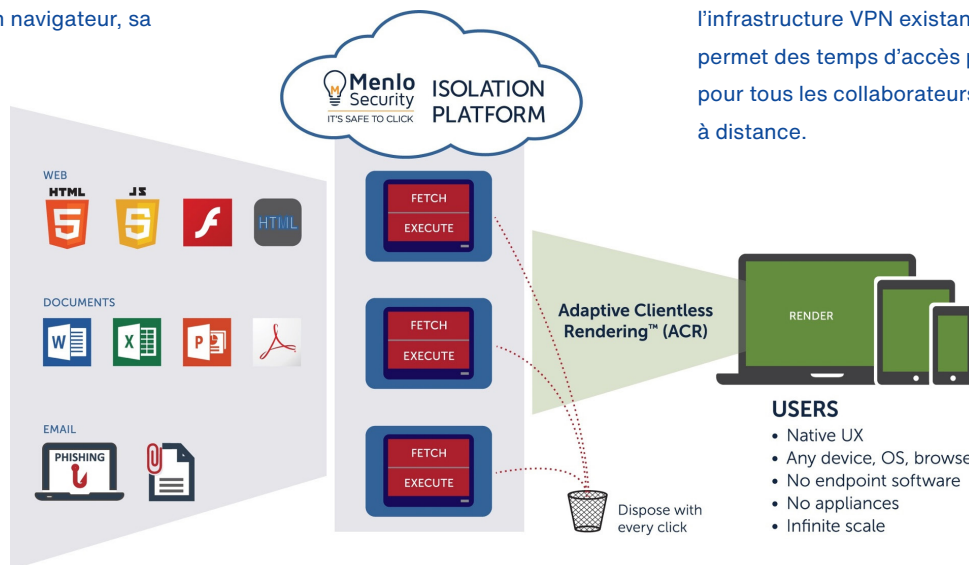 n navigateur, sa
l'infrastructure VPN existan
permet des temps d'accès p
pour tous les collaborateurs
à distance.
Menlo
Security
IT'S SAFE TO CLICK
ISOLATION
PLATFORM
WEB
HTML
5
JS
5
HTML
DOCUMENTS
W
X
P
EMAIL
PHISHING
FETCH
EXECUTE
FETCH
EXECUTE
FETCH
EXECUTE
Dispose with
every click
Adaptive Clientless
Rendering™ (ACR)
RENDER
USERS
• Native UX
• Any device, OS, browse
• No endpoint software
• No appliances
• Infinite scale